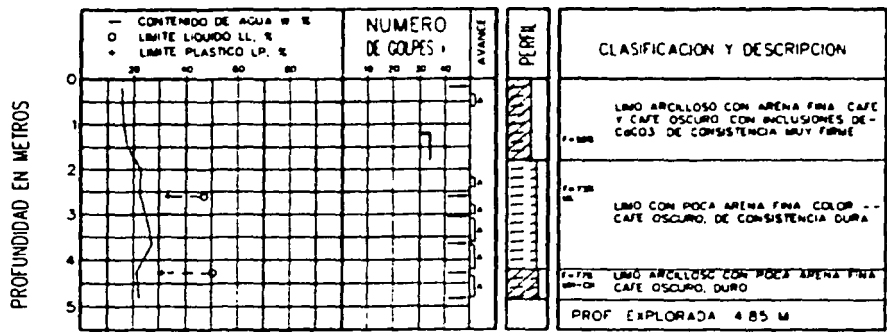 — CONTENIDO DE AGUA W %
o LIMITE LIQUIDO LL, %
• LIMITE PLASTICO LP, %
20 40 60 80
NUMERO
DE GOLPES
10 20 30 40
AVANCE
PERFIL
CLASIFICACION Y DESCRIPCION
PROFUNDIDAD EN METROS
0
1
2
3
4
5
LIMO ARCILLOSO CON ARENA FINA CAFE
Y CAFE OSCURO CON INCLUSIONES DE-
CaCO3 DE CONSISTENCIA MUY FIRME
LIMO CON POCA ARENA FINA COLOR --
CAFE OSCURO, DE CONSISTENCIA DURA
LIMO ARCILLOSO CON POCA ARENA FINA
CAFE OSCURO, DURO
PROF EXPLORADA 4 85 M